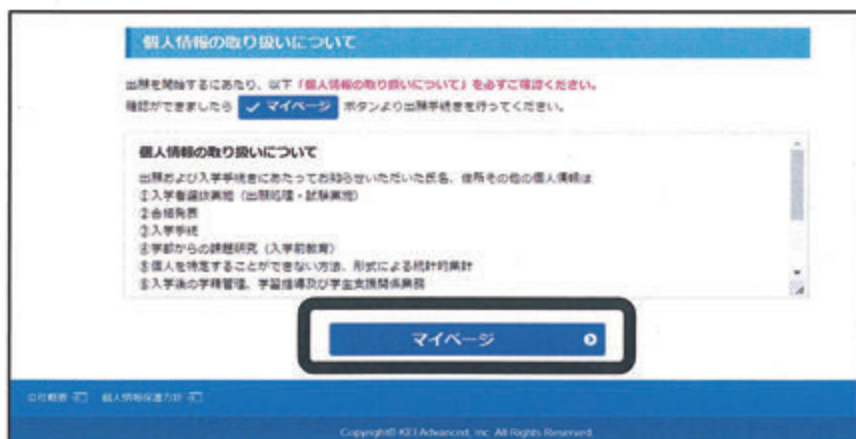 個人情報の取り扱いについて
出願を開始するにあたり、以下「個人情報の取り扱いについて」を必ずご確認ください。
確認ができましたら ✓ マイページ ボタンより出願手続きを行ってください。
個人情報の取り扱いについて
出願および入学手続きにあたってお知らせいただいた氏名、住所その他の個人情報は
①入学者選抜実施（出願処理・試験実施）
②合格発表
③入学手続
④学部からの課題研究（入学前教育）
⑤個人を特定することができない方法、形式による統計的集計
⑥入学後の学籍管理、学習指導及び学生支援関係業務
マイページ
会社概要 個人情報保護方針
Copyright© KEI Advanced, Inc. All Rights Reserved.